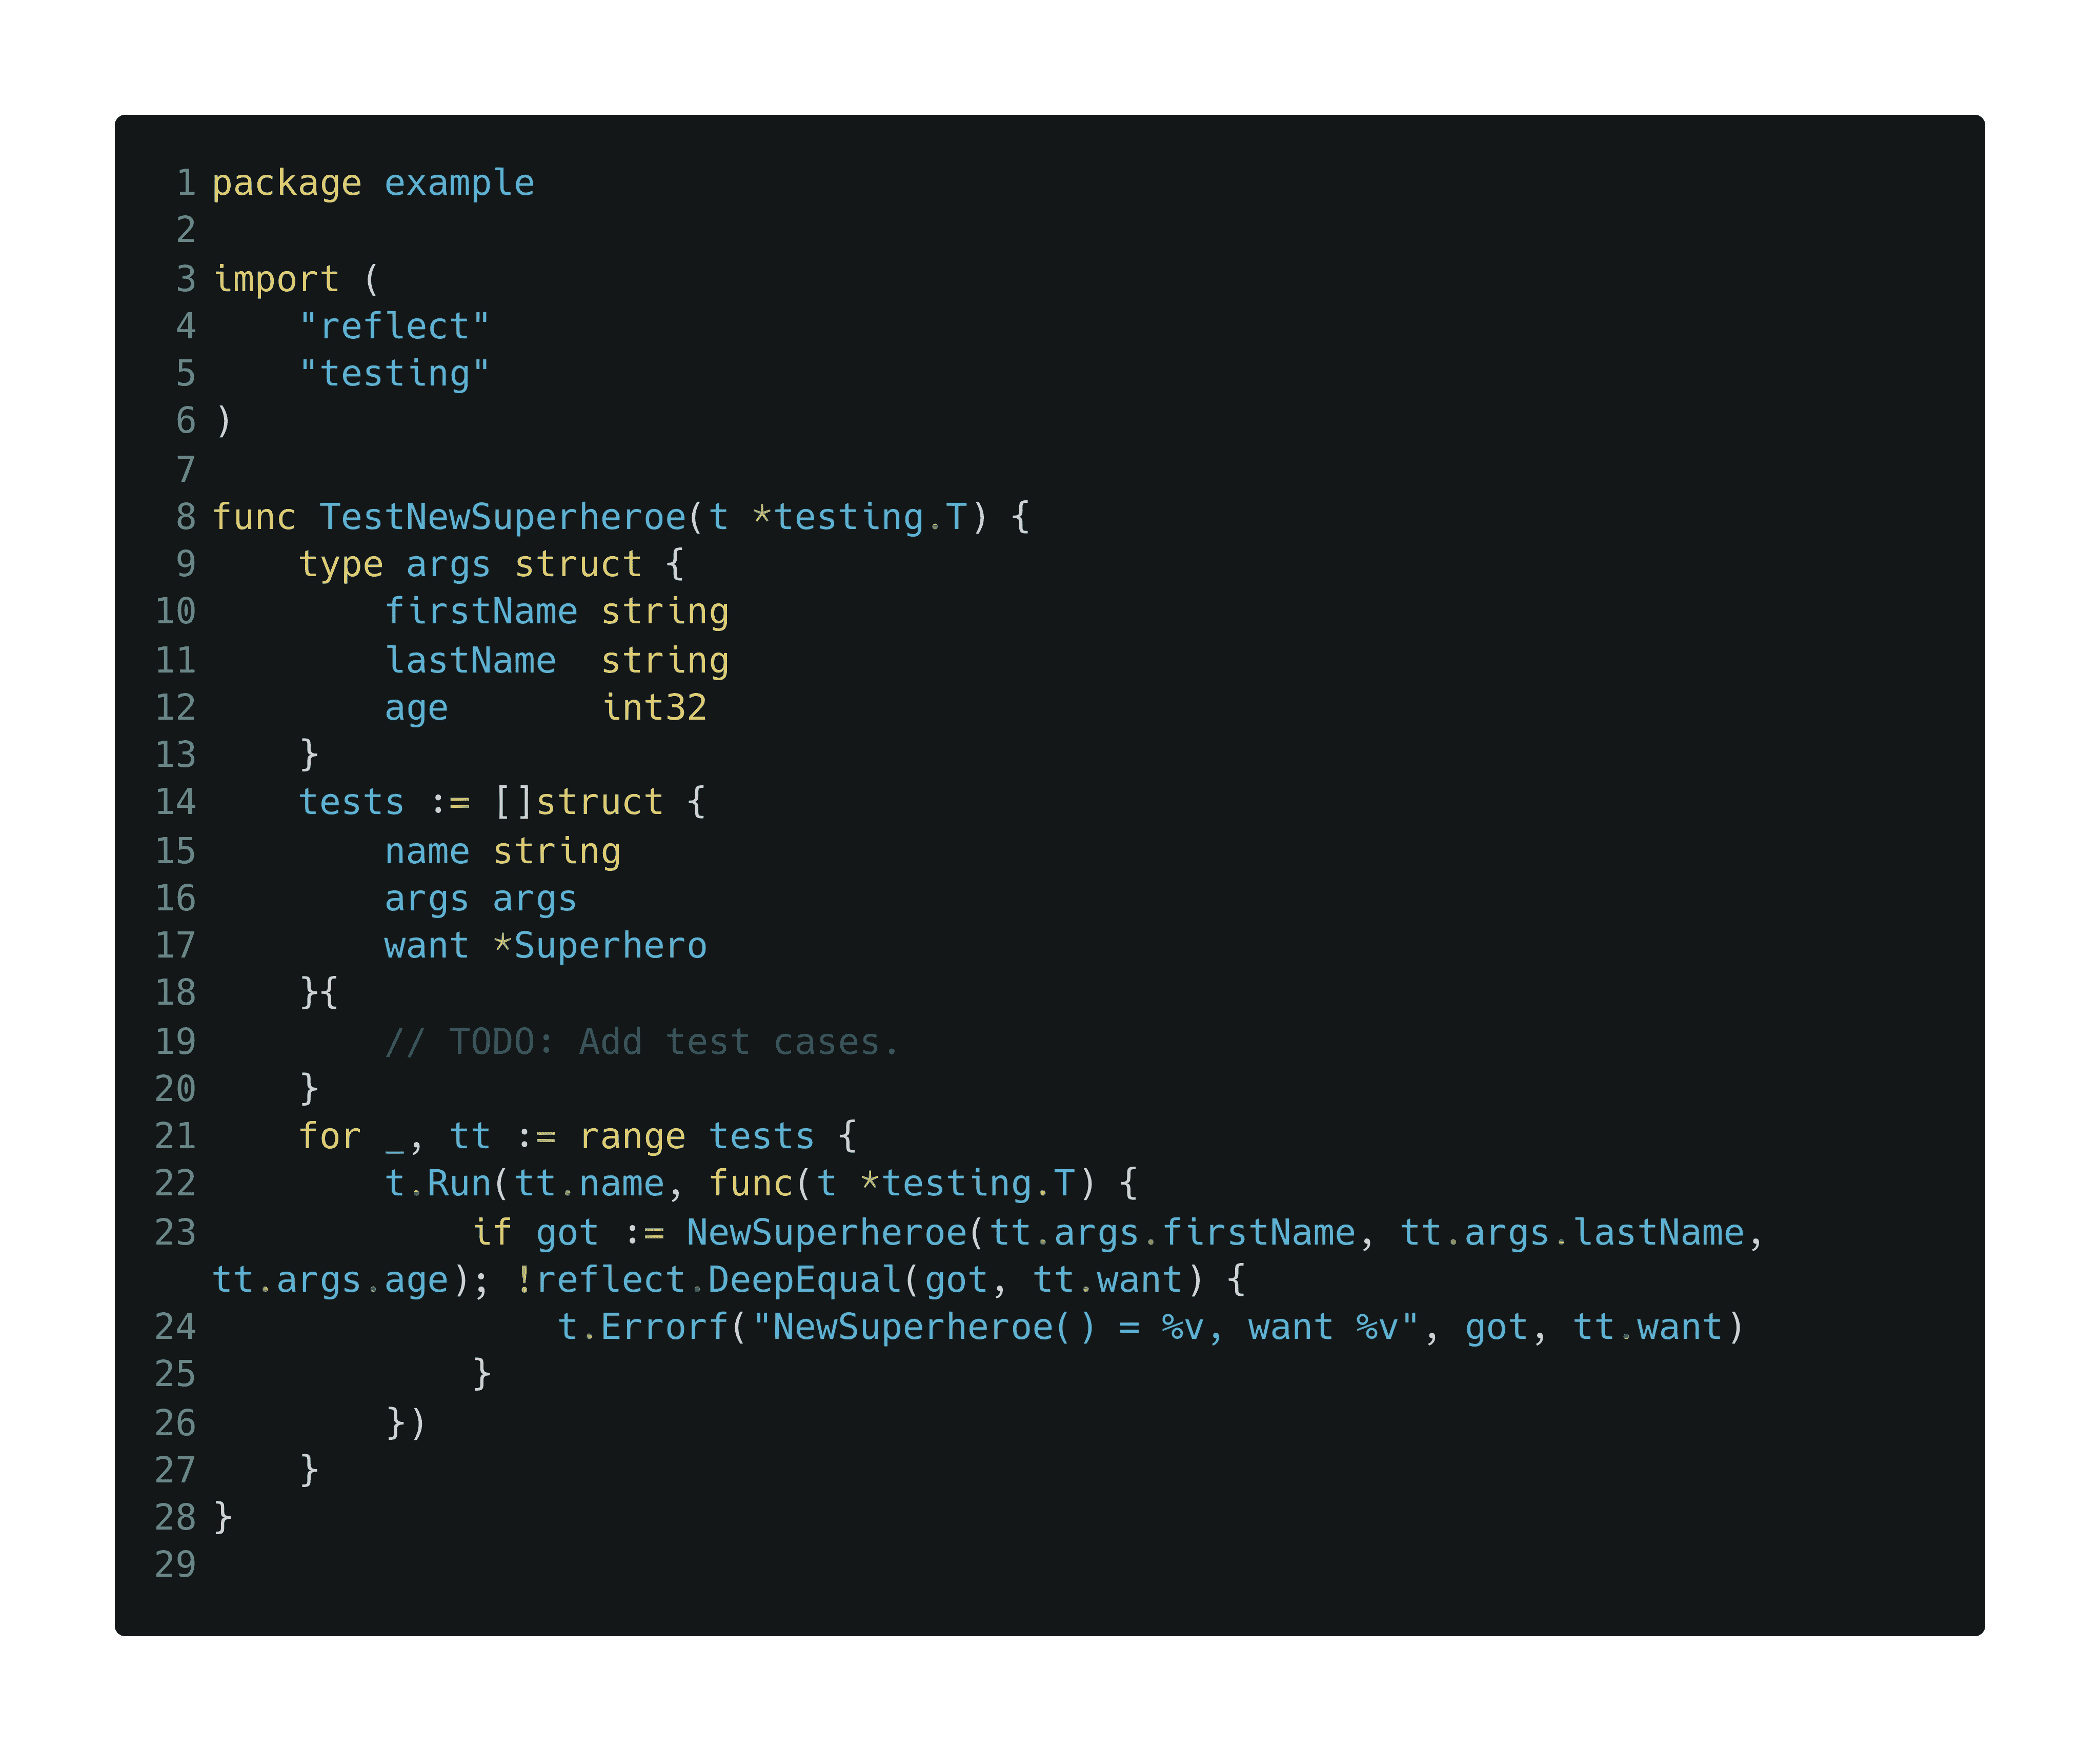 1 package example
2
3 import (
4     "reflect"
5     "testing"
6 )
7
8 func TestNewSuperheroe(t *testing.T) {
9     type args struct {
10         firstName string
11         lastName  string
12         age       int32
13     }
14     tests := []struct {
15         name string
16         args args
17         want *Superhero
18     }{
19         // TODO: Add test cases.
20     }
21     for _, tt := range tests {
22         t.Run(tt.name, func(t *testing.T) {
23             if got := NewSuperheroe(tt.args.firstName, tt.args.lastName,
tt.args.age); !reflect.DeepEqual(got, tt.want) {
24                 t.Errorf("NewSuperheroe() = %v, want %v", got, tt.want)
25             }
26         })
27     }
28 }
29